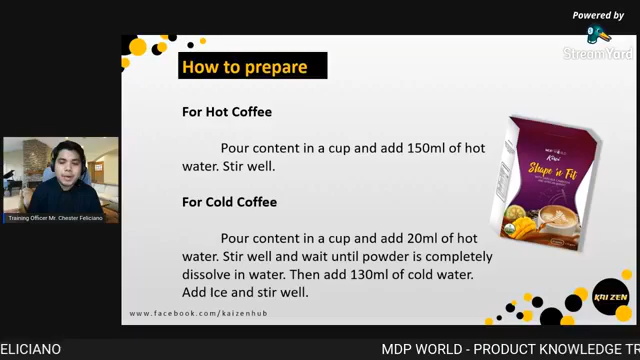 Powered by
StreamYard
How to prepare
For Hot Coffee
Pour content in a cup and add 150ml of hot
water. Stir well.
For Cold Coffee
Pour content in a cup and add 20ml of hot
water. Stir well and wait until powder is completely
dissolve in water. Then add 130ml of cold water.
Add Ice and stir well.
www.facebook.com/kaizenhub
Shape 'n Fit
KAIZEN
Training Officer Mr. Chester Feliciano
ELICIANO
MDP WORLD - PRODUCT KNOWLEDGE TR